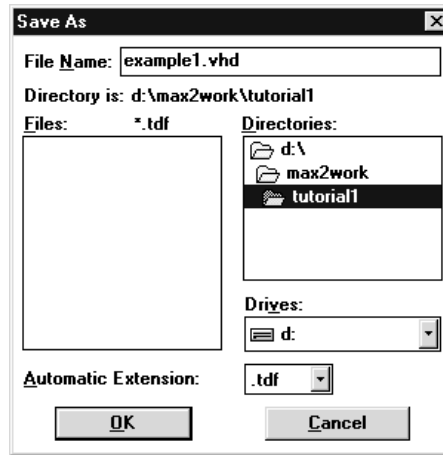 Save As
File Name: example1.vhd
Directory is: d:\max2work\tutorial1
Files: *.tdf
Directories:
d:\
max2work
tutorial1
Drives:
d:
Automatic Extension: .tdf
OK Cancel